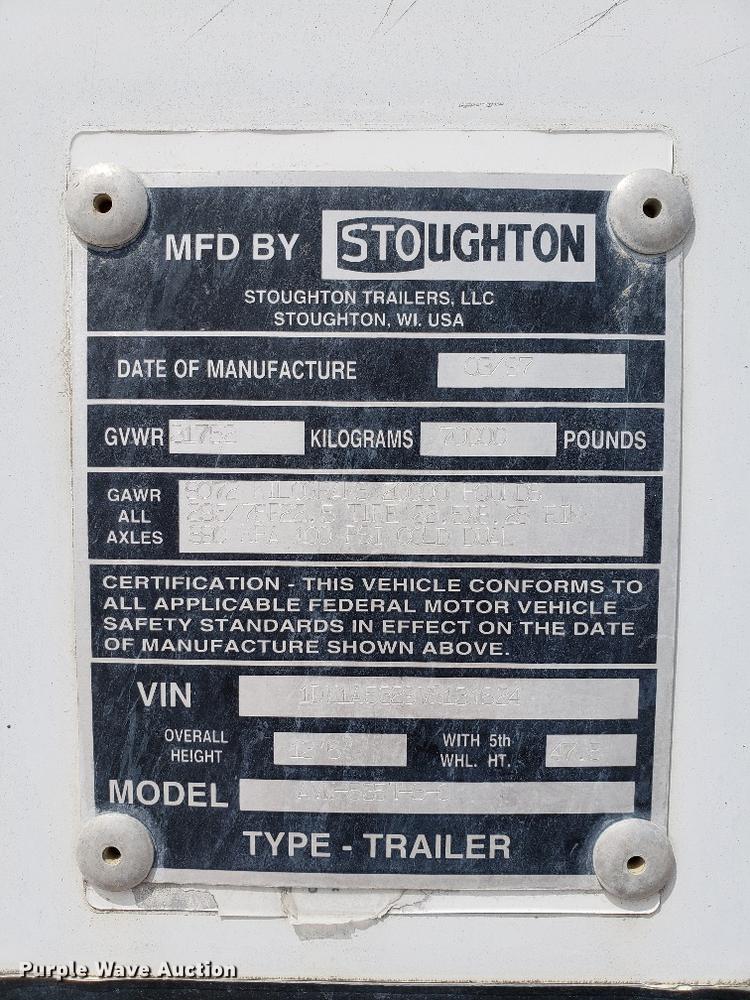 MFD BY STOUGHTON
STOUGHTON TRAILERS, LLC
STOUGHTON, WI. USA
DATE OF MANUFACTURE
GVWR 31752 KILOGRAMS 70000 POUNDS
GAWR ALL AXLES
CERTIFICATION - THIS VEHICLE CONFORMS TO
ALL APPLICABLE FEDERAL MOTOR VEHICLE
SAFETY STANDARDS IN EFFECT ON THE DATE
OF MANUFACTURE SHOWN ABOVE.
VIN
OVERALL HEIGHT WITH 5th WHL. HT.
MODEL
TYPE - TRAILER
Purple Wave Auction